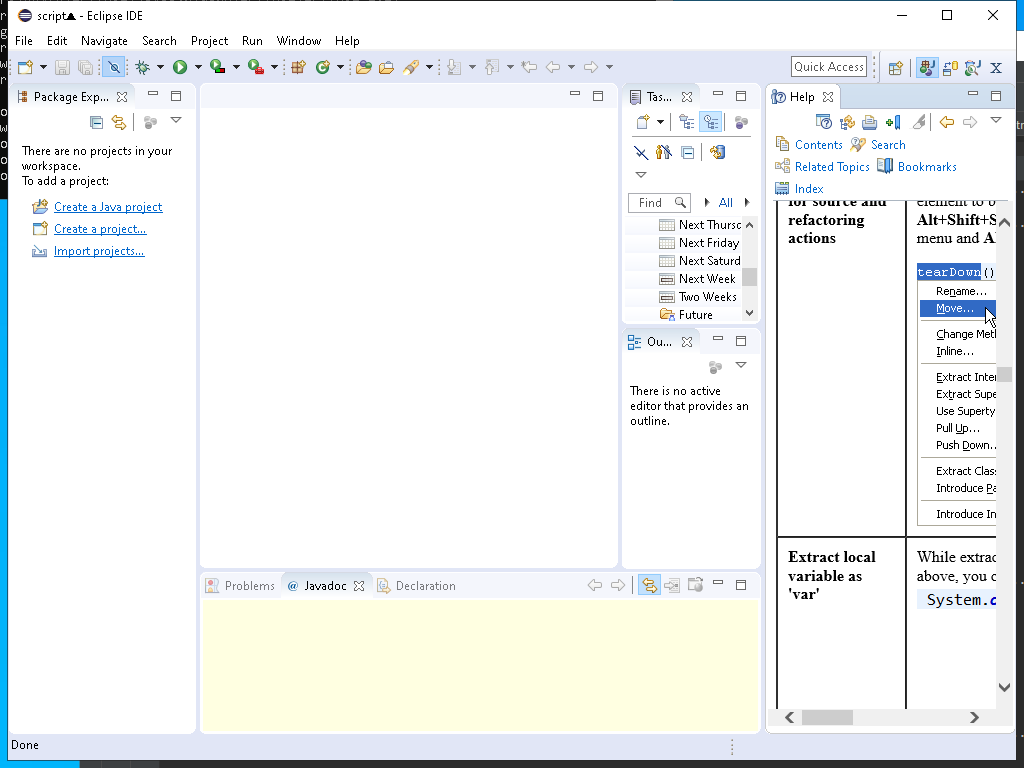 script▲ - Eclipse IDE
File Edit Navigate Search Project Run Window Help
Quick Access
Package Exp...
There are no projects in your
workspace.
To add a project:
Create a Java project
Create a project...
Import projects...
Tas...
Find
All
Next Thursc
Next Friday
Next Saturd
Next Week
Two Weeks
Future
Ou...
There is no active
editor that provides an
outline.
Help
Contents Search
Related Topics Bookmarks
Index
for source and
refactoring
actions
element to o
Alt+Shift+S
menu and Al
tearDown()
Rename...
Move...
Change Met
Inline...
Extract Inter
Extract Supe
Use Superty
Pull Up...
Push Down..
Extract Class
Introduce Pa
Introduce In
Extract local
variable as
'var'
While extrac
above, you c
System.o
Problems @ Javadoc Declaration
Done